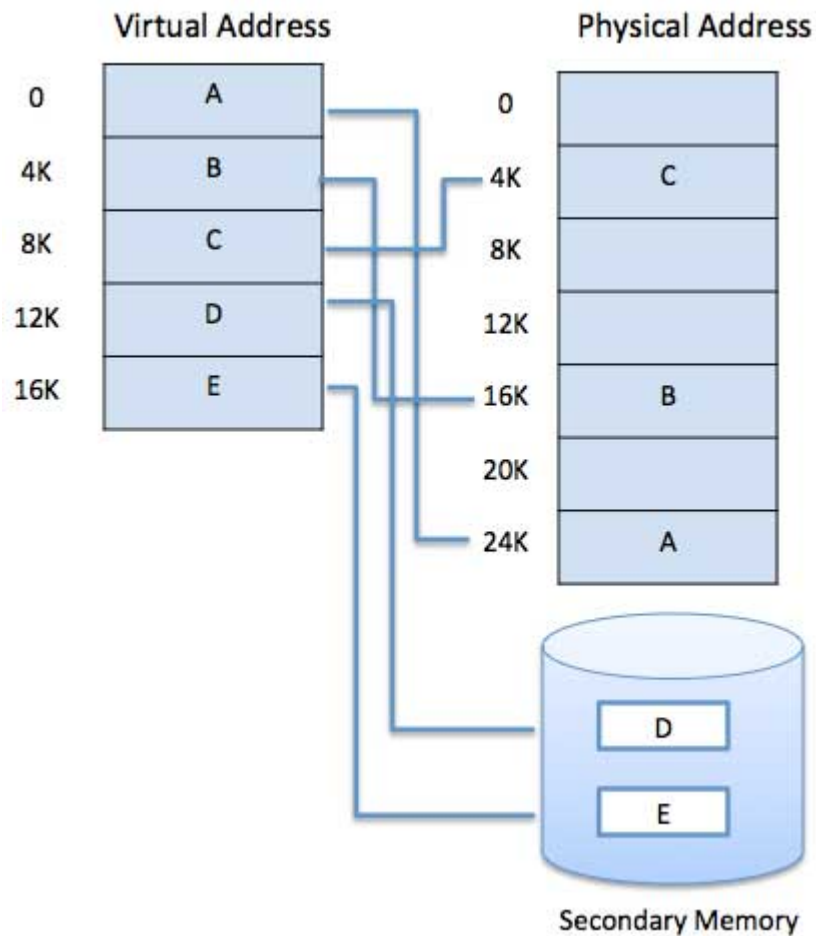 Virtual Address
0
A
4K
B
8K
C
12K
D
16K
E
Physical Address
0
4K
C
8K
12K
16K
B
20K
24K
A
D
E
Secondary Memory